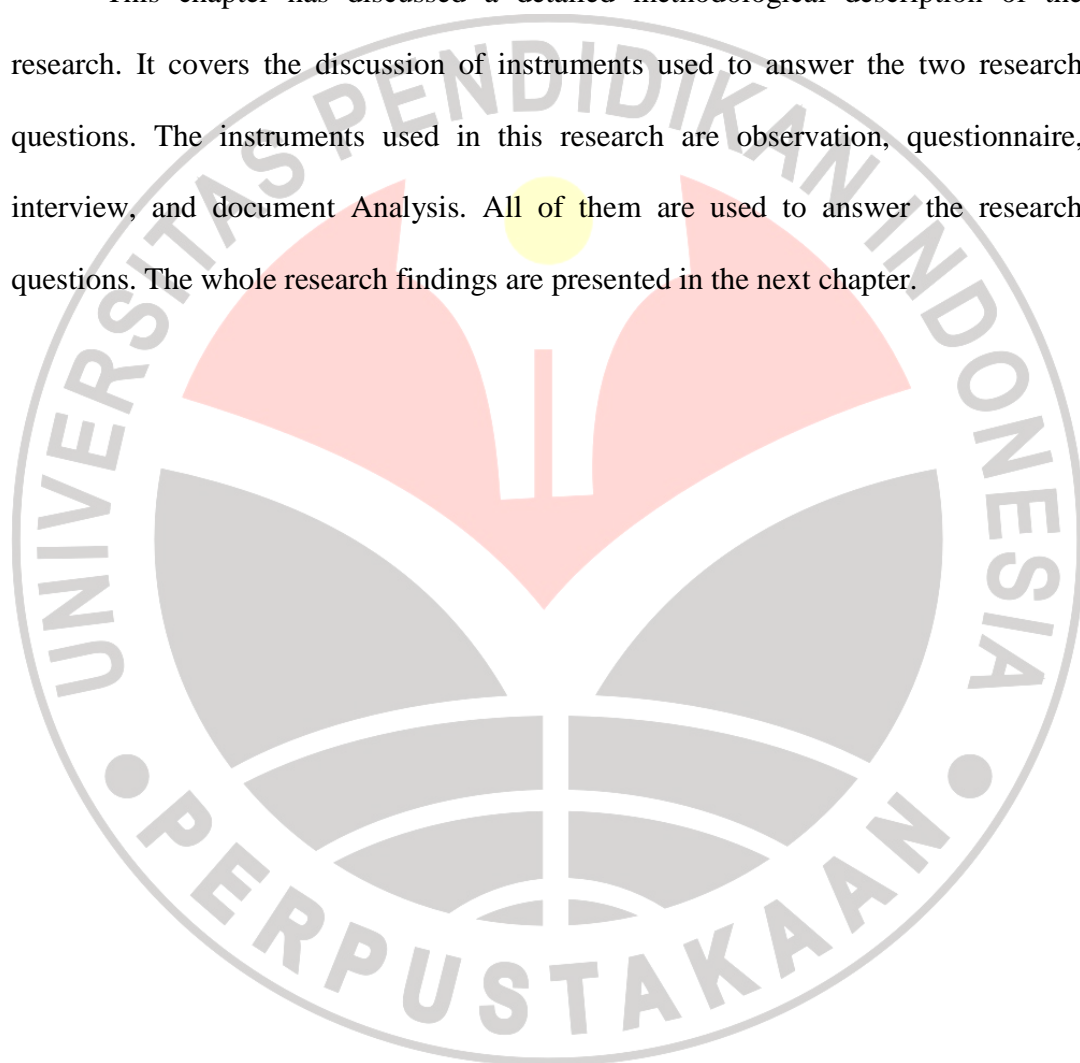 This chapter has discussed a detailed methodological description of the
research. It covers the discussion of instruments used to answer the two research
questions. The instruments used in this research are observation, questionnaire,
interview, and document Analysis. All of them are used to answer the research
questions. The whole research findings are presented in the next chapter.
UNIVERSITAS PENDIDIKAN INDONESIA
PERPUSTAKAAN